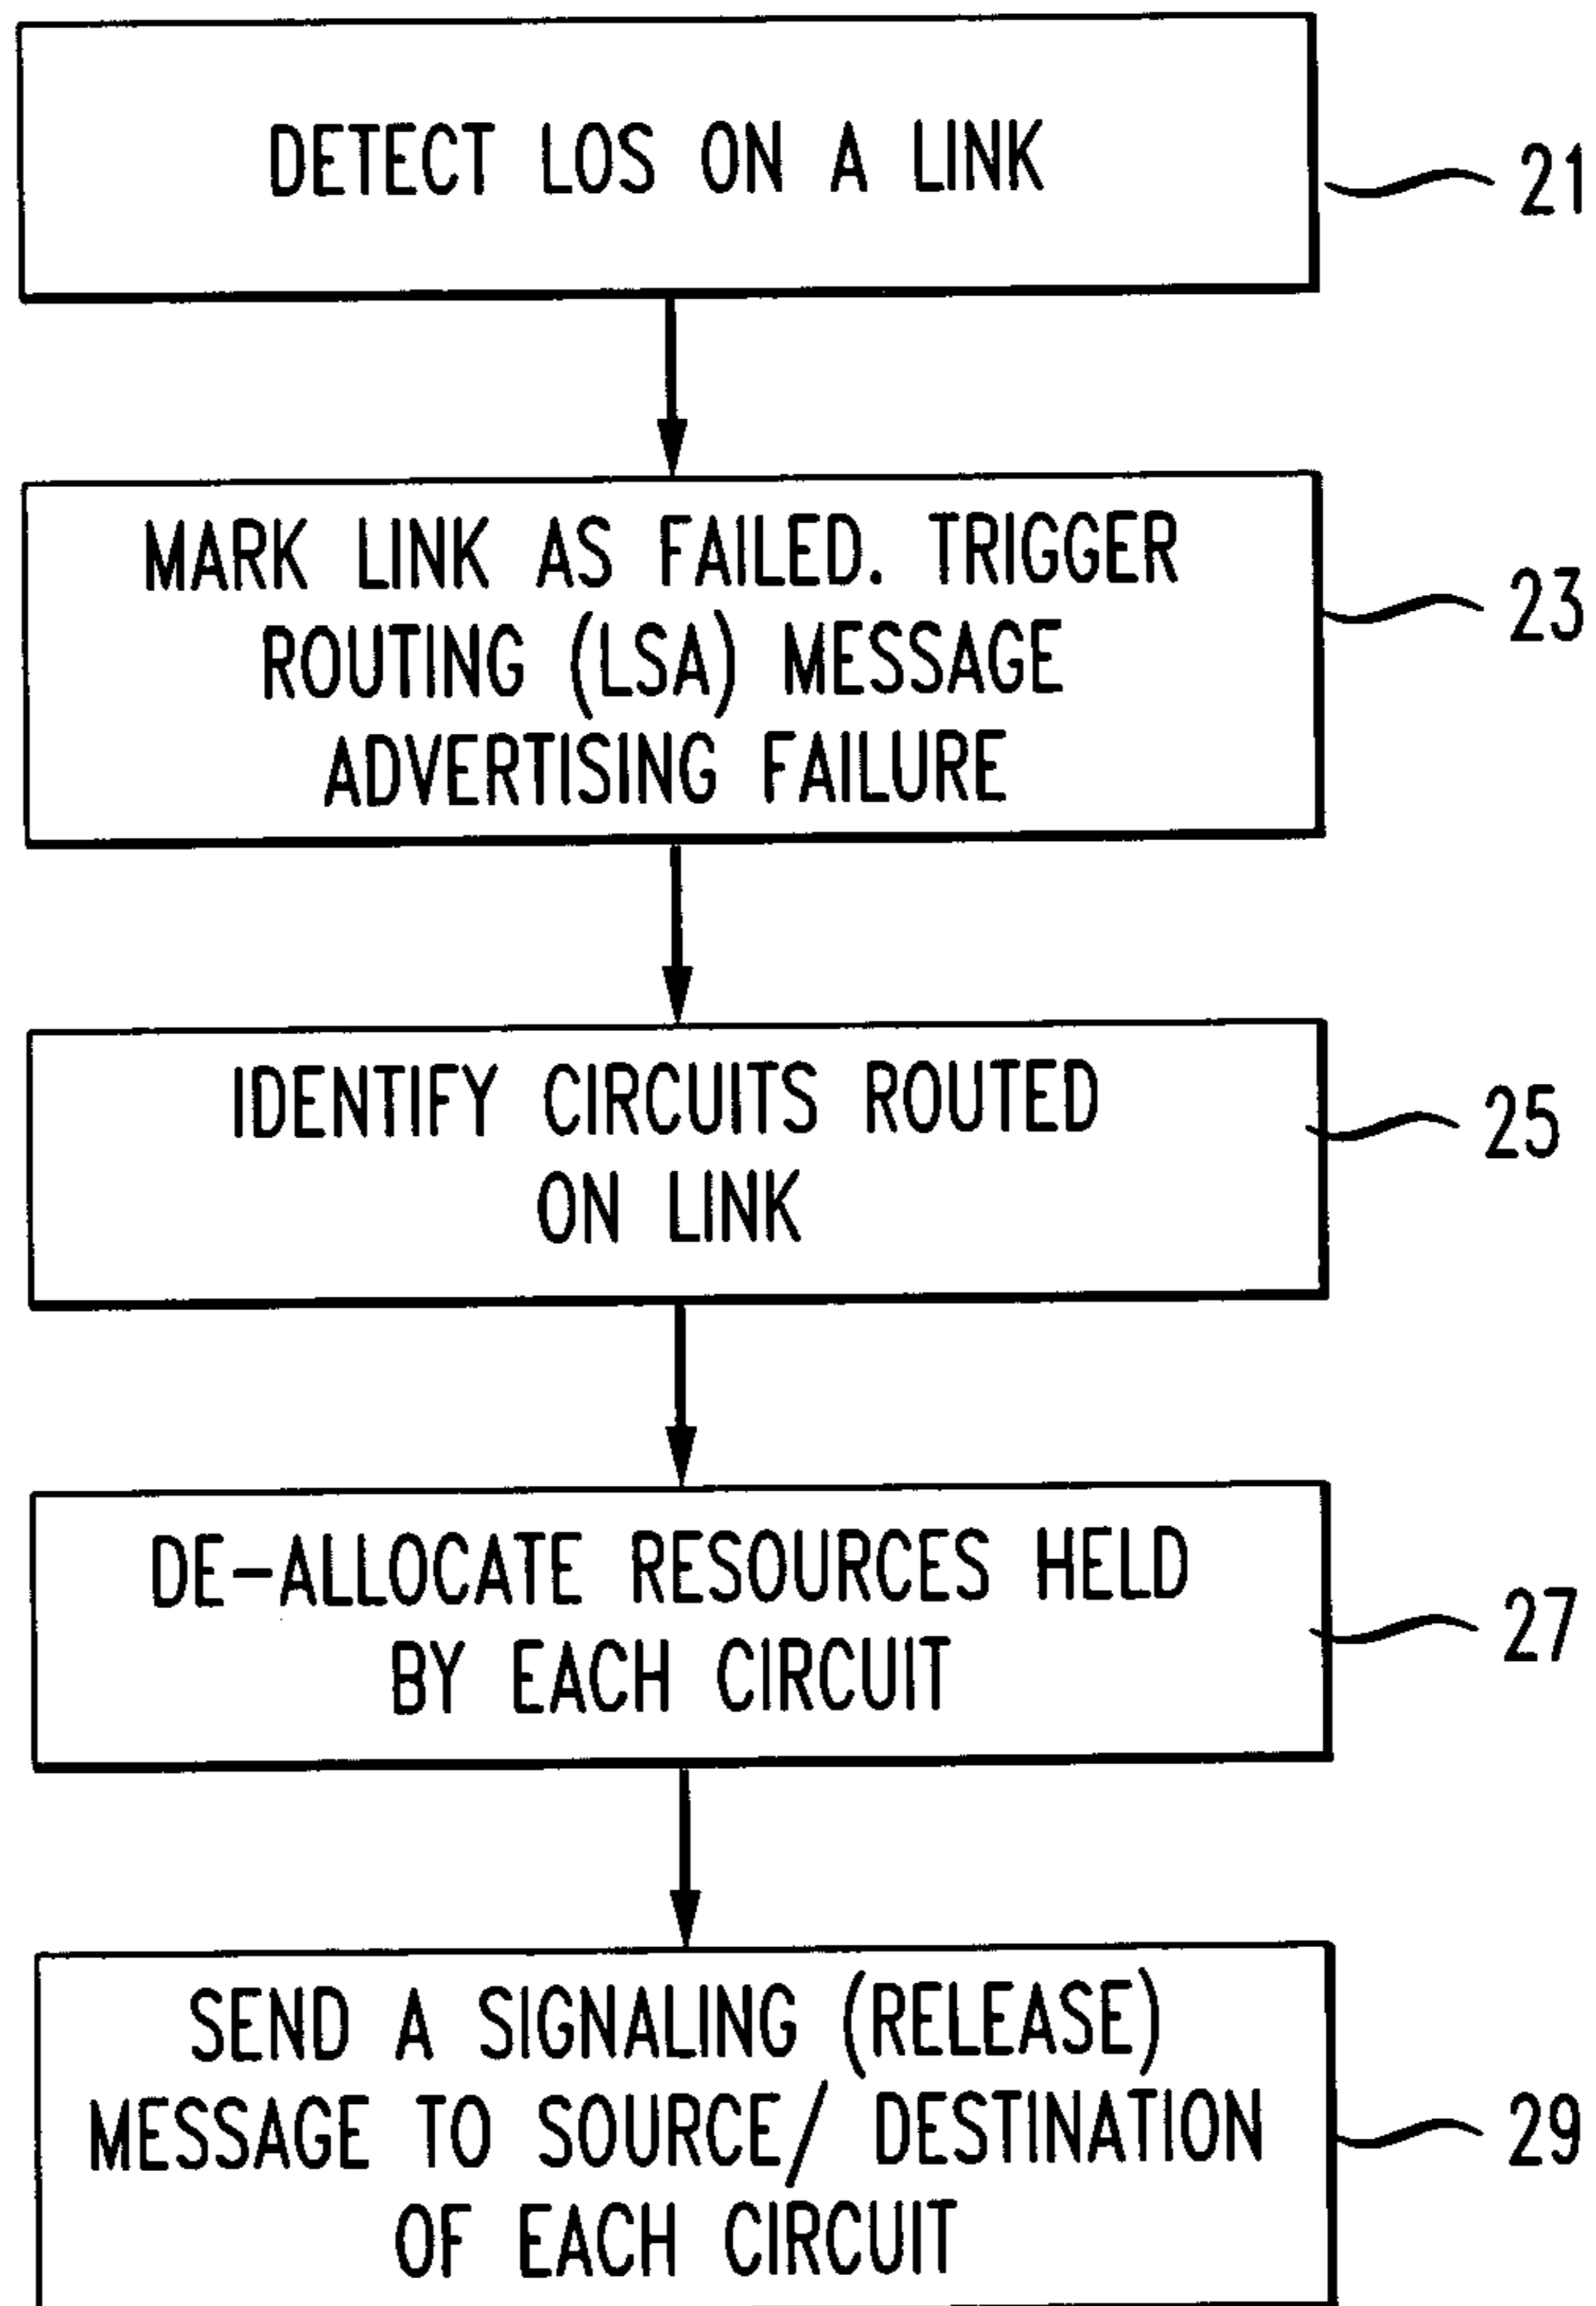 DETECT LOS ON A LINK
21
MARK LINK AS FAILED. TRIGGER
ROUTING (LSA) MESSAGE
ADVERTISING FAILURE
23
IDENTIFY CIRCUITS ROUTED
ON LINK
25
DE-ALLOCATE RESOURCES HELD
BY EACH CIRCUIT
27
SEND A SIGNALING (RELEASE)
MESSAGE TO SOURCE/ DESTINATION
OF EACH CIRCUIT
29